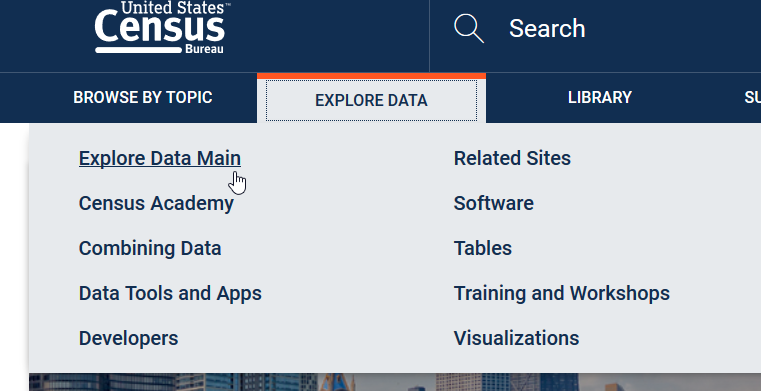 United States™
Census
Bureau
Search
BROWSE BY TOPIC
EXPLORE DATA
LIBRARY
SU
Explore Data Main
Related Sites
Census Academy
Software
Combining Data
Tables
Data Tools and Apps
Training and Workshops
Developers
Visualizations